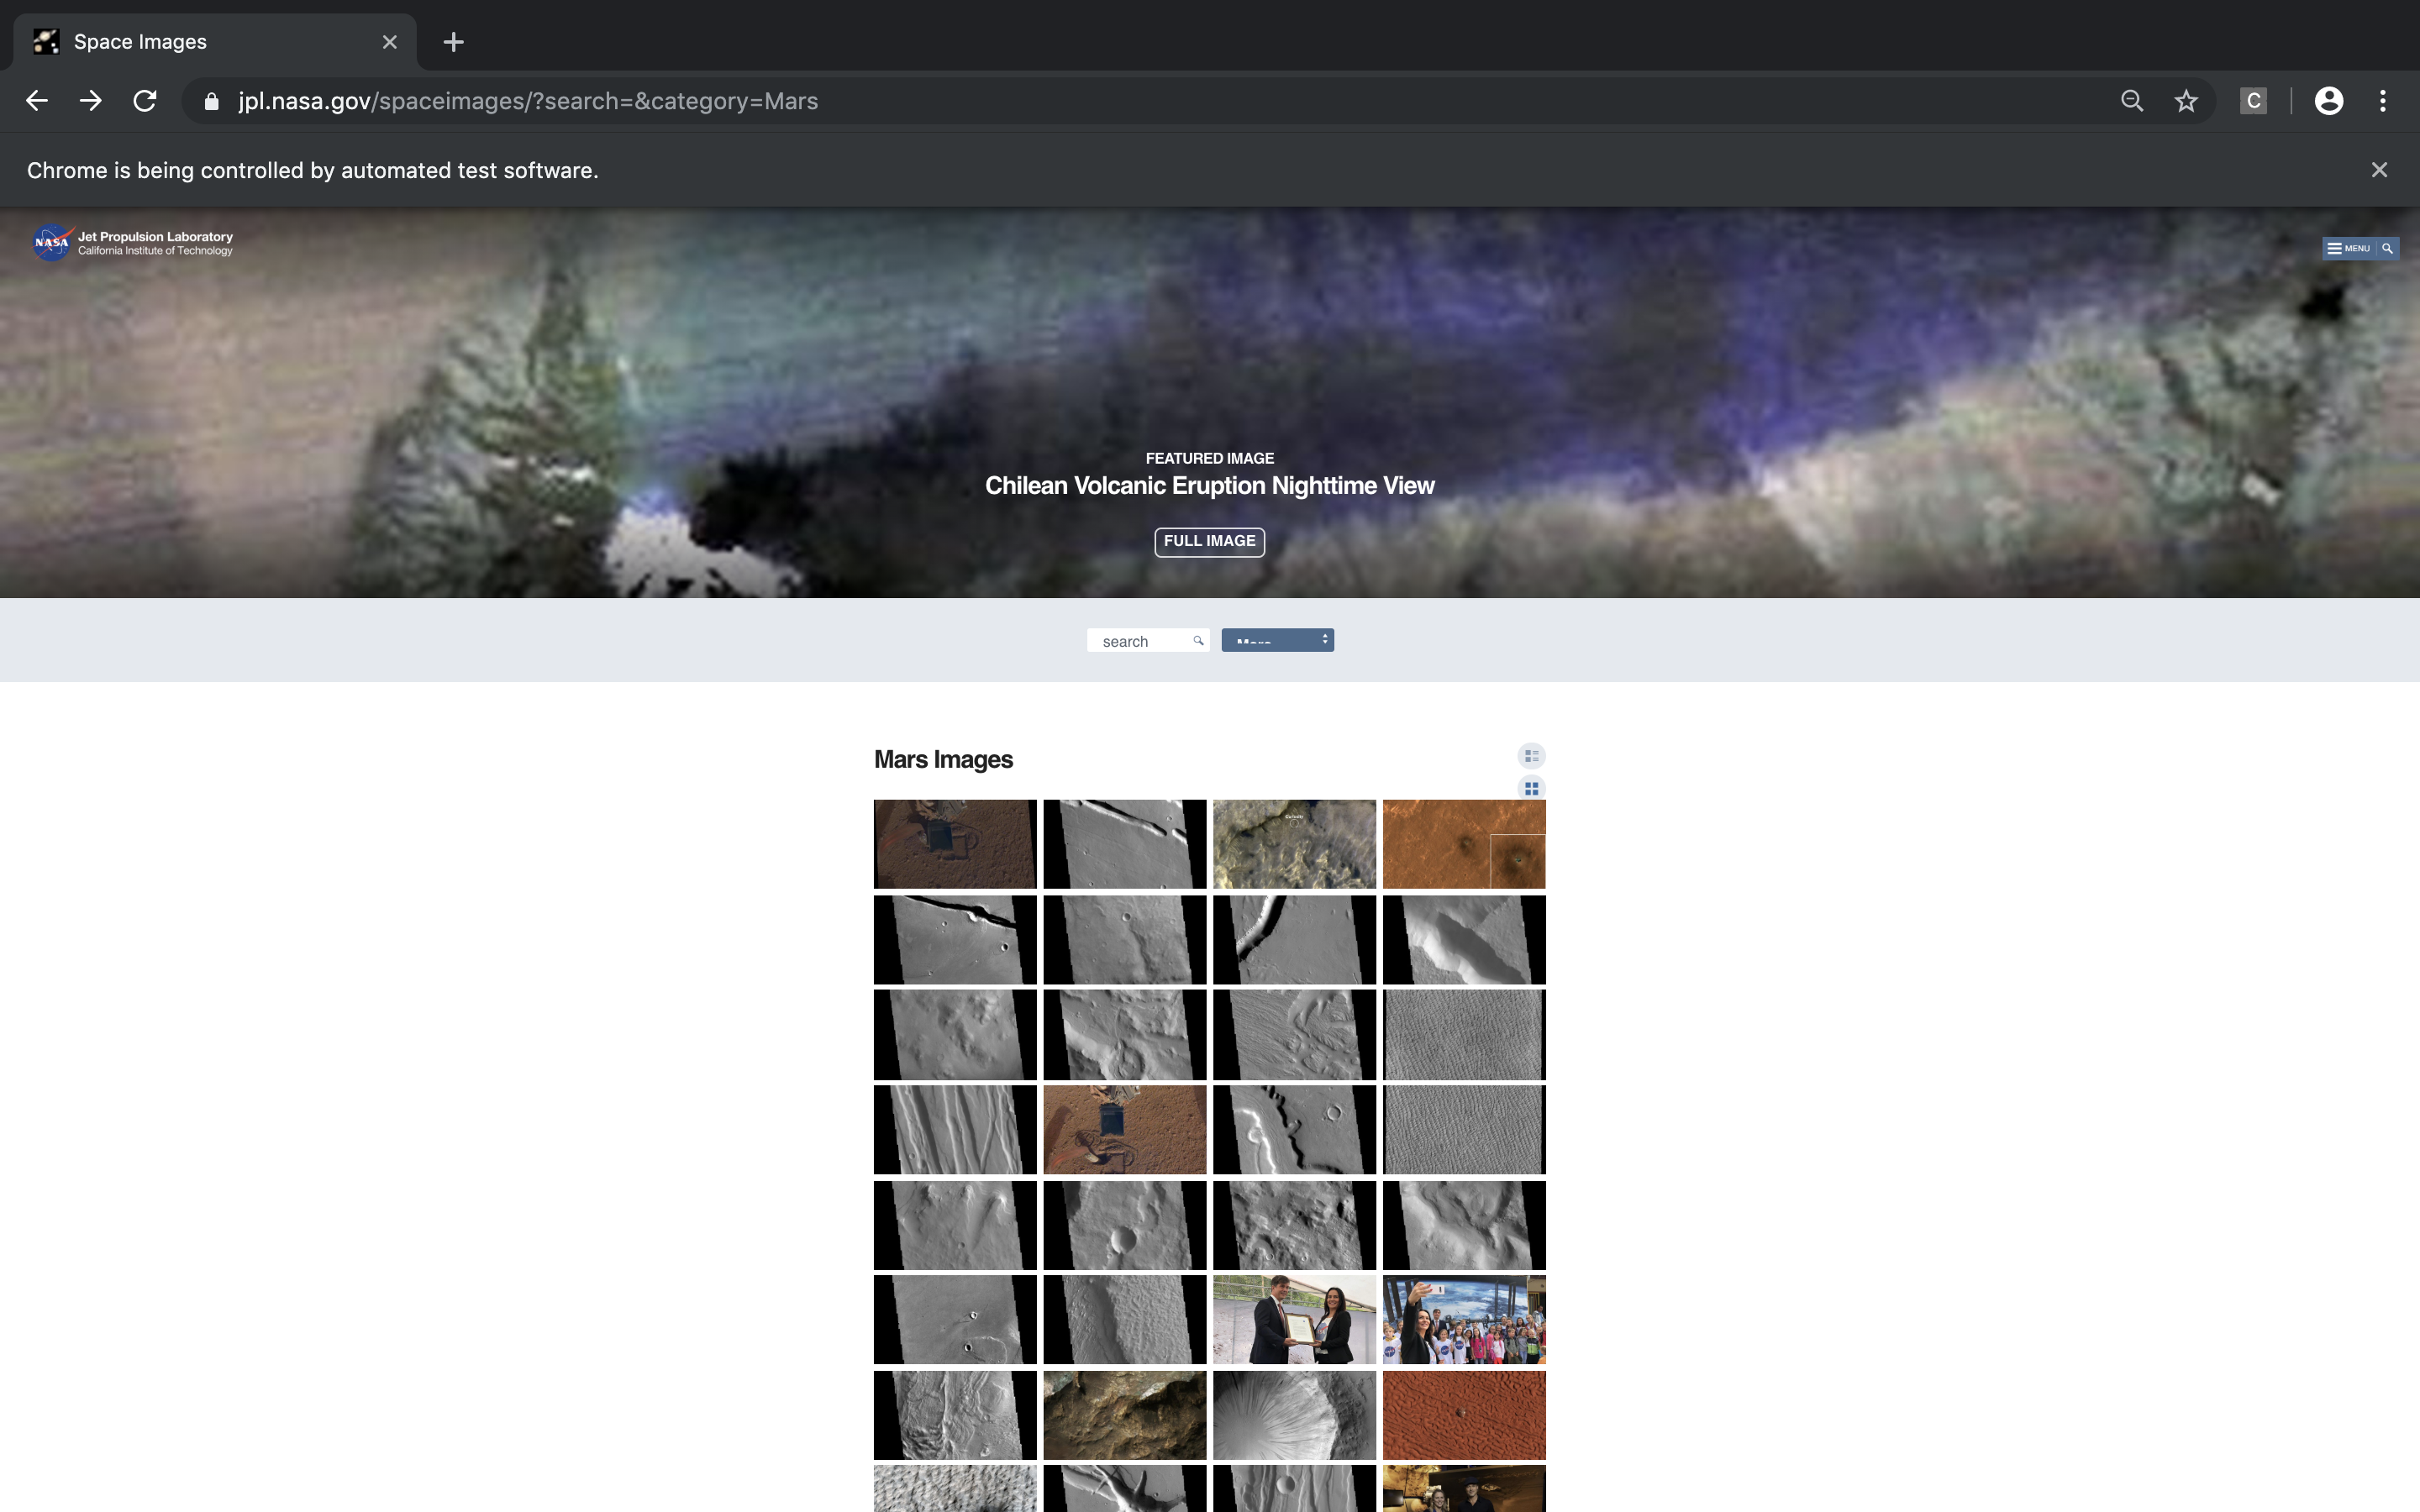 Space Images
jpl.nasa.gov/spaceimages/?search=&category=Mars
C
Chrome is being controlled by automated test software.
NASA
Jet Propulsion Laboratory
California Institute of Technology
MENU
FEATURED IMAGE
Chilean Volcanic Eruption Nighttime View
FULL IMAGE
search
Mars Images